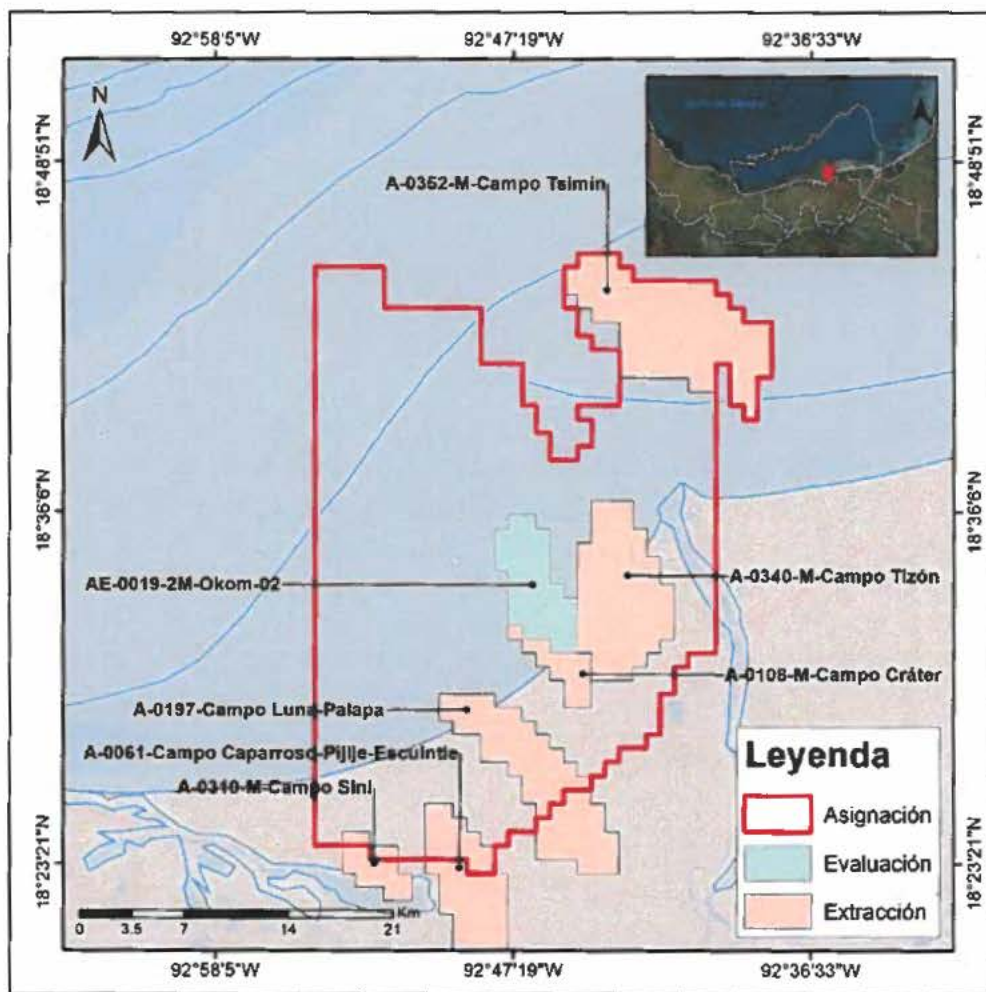 92°58'5"W
92°47'19"W
92°36'33"W
N
18°48'51"N
18°48'51"N
A-0352-M-Campo Tsimin
18°36'6"N
18°36'6"N
AE-0019-2M-Okom-02
A-0340-M-Campo Tizón
A-0108-M-Campo Cráter
A-0197-Campo Luna-Palapa
A-0061-Campo Caparroso-Pijije-Escuintle
A-0310-M-Campo Sini
Leyenda
Asignación
Evaluación
Extracción
18°23'21"N
18°23'21"N
Km
0 3.5 7 14 21
92°58'5"W
92°47'19"W
92°36'33"W